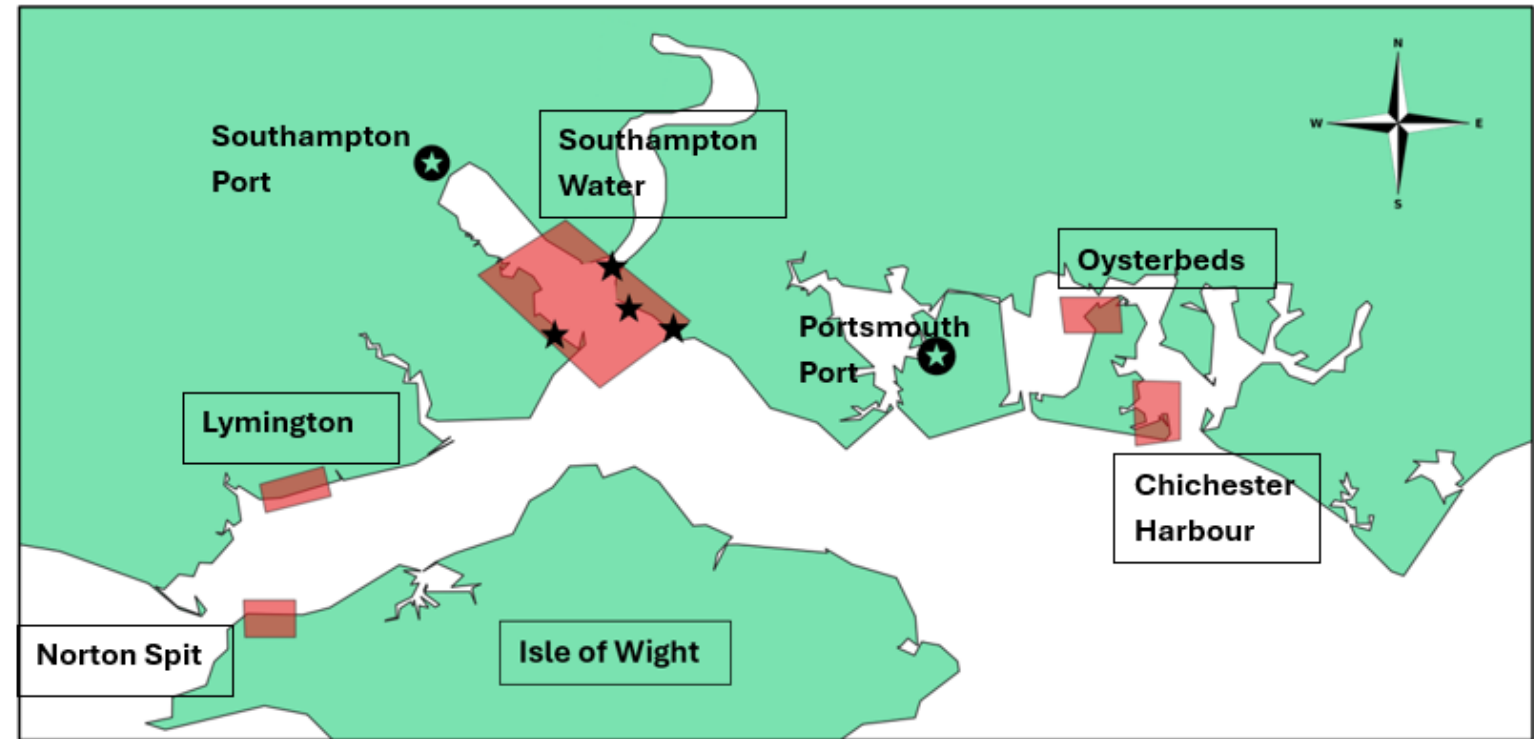 N
W
E
S
Southampton
Port
Southampton
Water
Oysterbeds
Portsmouth
Port
Lymington
Chichester
Harbour
Norton Spit
Isle of Wight